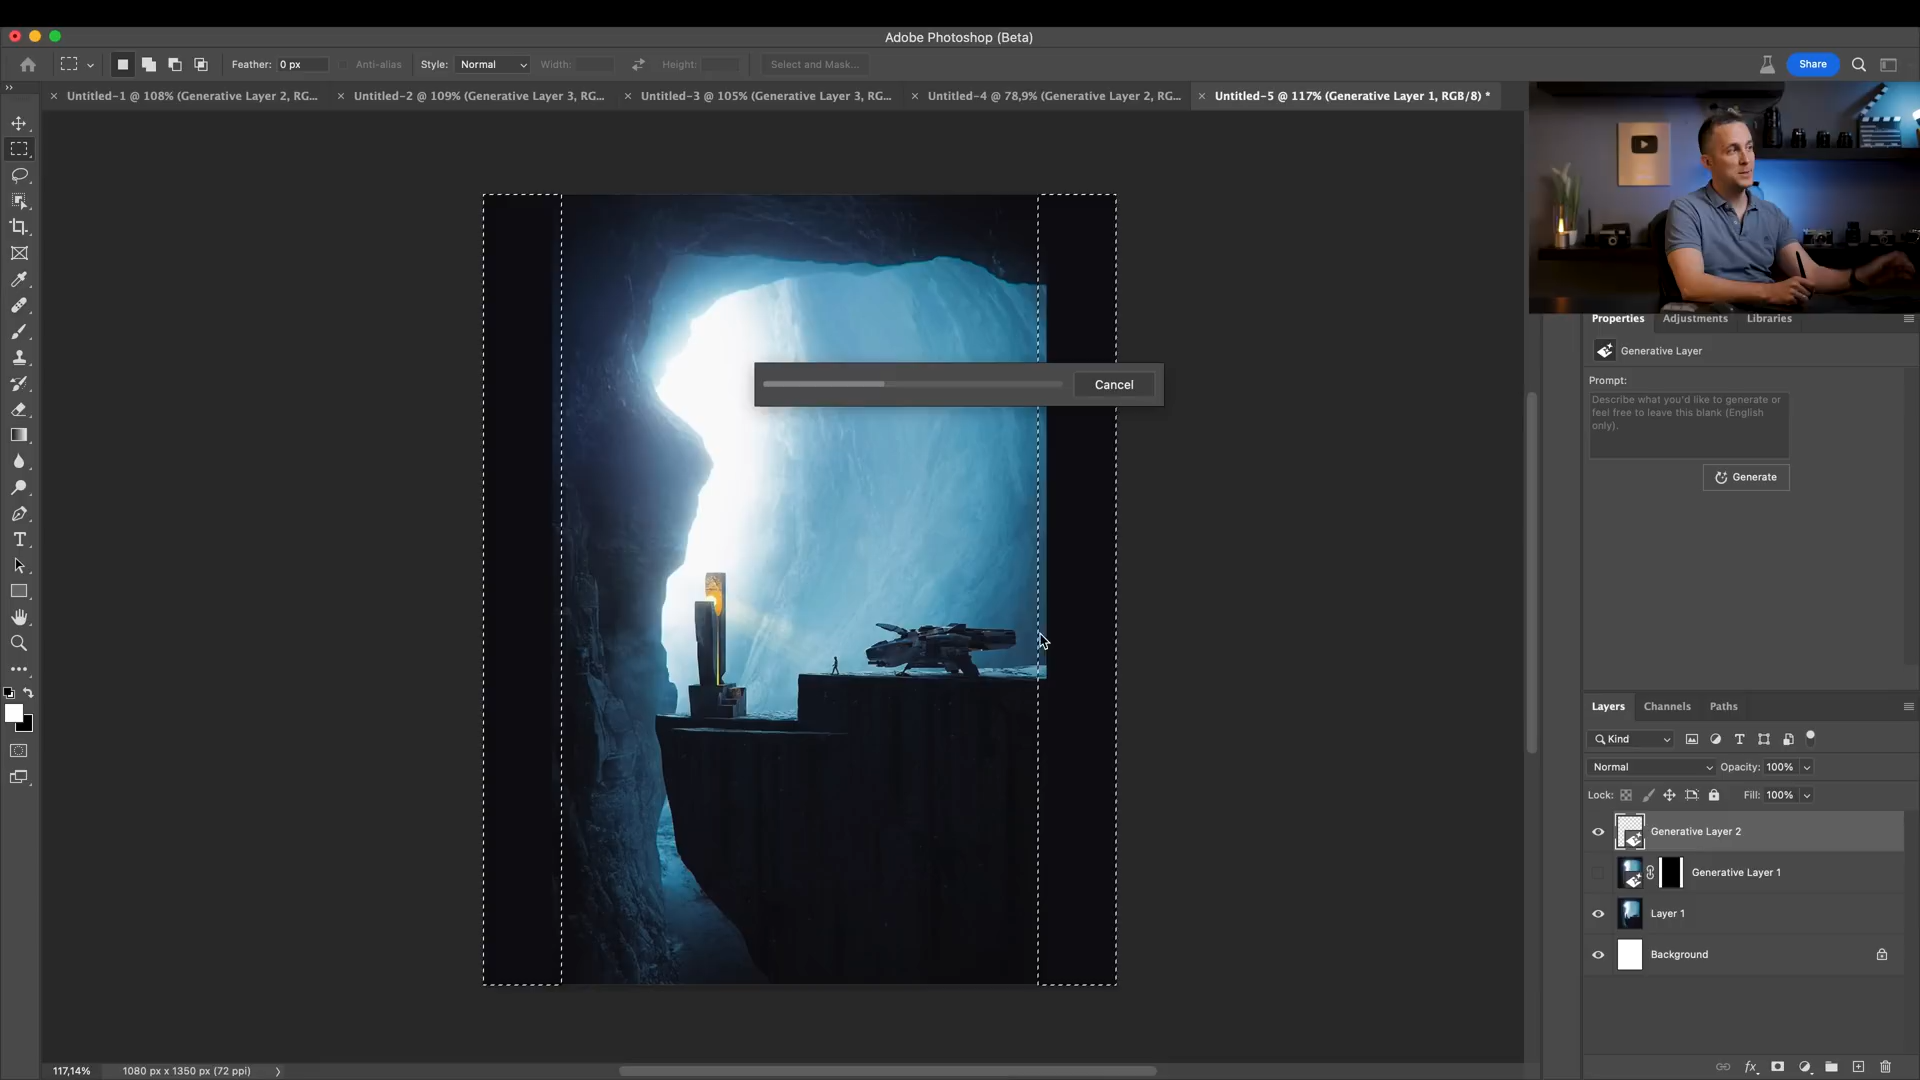 Adobe Photoshop (Beta)
Feather: 0 px Anti-alias Style: Normal Width: Height: Select and Mask... Share
Untitled-1 @ 108% (Generative Layer 2, RG... Untitled-2 @ 109% (Generative Layer 3, RG... Untitled-3 @ 105% (Generative Layer 3, RG... Untitled-4 @ 78,9% (Generative Layer 2, RG... Untitled-5 @ 117% (Generative Layer 1, RGB/8) *
Cancel
Properties Adjustments Libraries
Generative Layer
Prompt:
Describe what you'd like to generate or
feel free to leave this blank (English
only).
Generate
Layers Channels Paths
Kind
Normal Opacity: 100%
Lock: Fill: 100%
Generative Layer 2
Generative Layer 1
Layer 1
Background
117,14% 1080 px x 1350 px (72 ppi)
fx